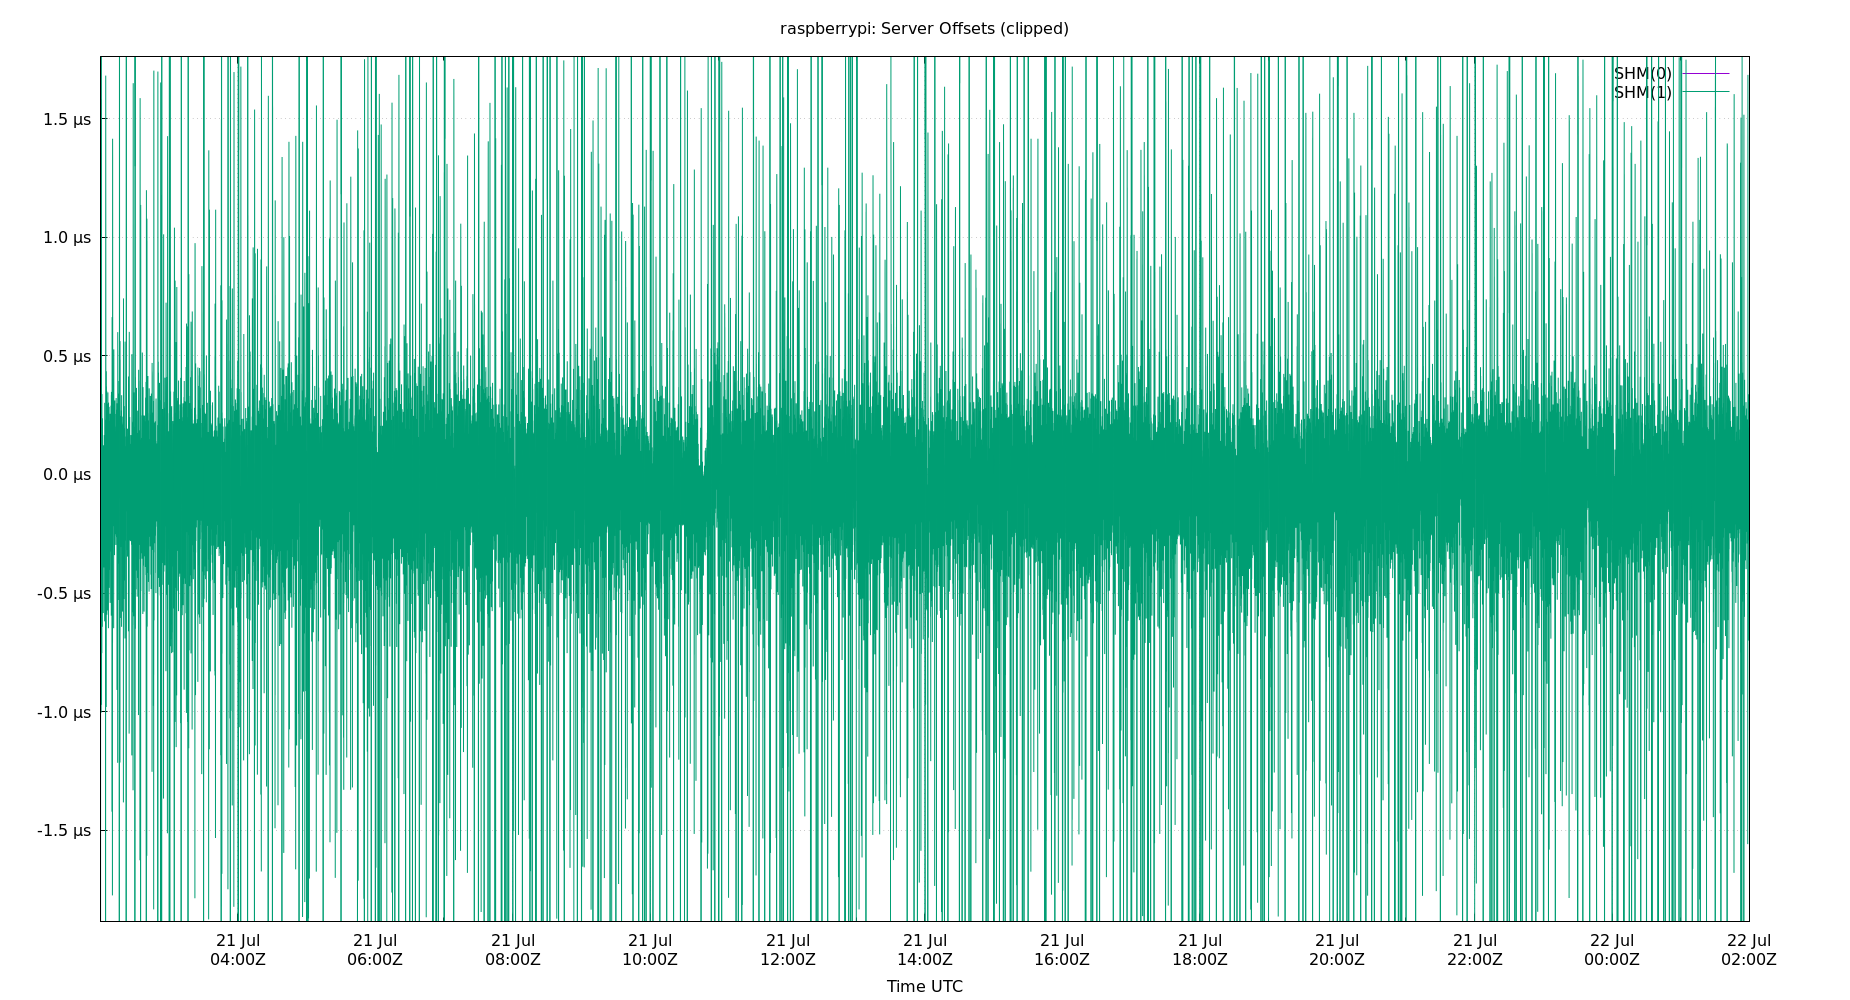 raspberrypi: Server Offsets (clipped)
SHM(0)
SHM(1)
1.5 µs
1.0 µs
0.5 µs
0.0 µs
-0.5 µs
-1.0 µs
-1.5 µs
21 Jul 21 Jul 21 Jul 21 Jul 21 Jul 21 Jul 21 Jul 21 Jul 21 Jul 21 Jul 22 Jul 22 Jul
04:00Z 06:00Z 08:00Z 10:00Z 12:00Z 14:00Z 16:00Z 18:00Z 20:00Z 22:00Z 00:00Z 02:00Z
Time UTC